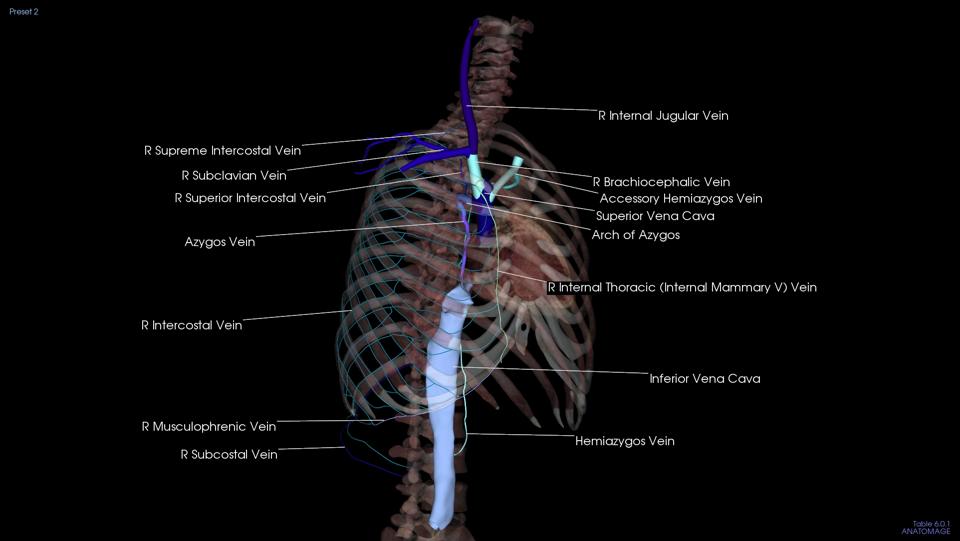 Preset 2
R Internal Jugular Vein
R Supreme Intercostal Vein
R Subclavian Vein
R Brachiocephalic Vein
R Superior Intercostal Vein
Accessory Hemiazygos Vein
Superior Vena Cava
Arch of Azygos
Azygos Vein
R Internal Thoracic (Internal Mammary V) Vein
R Intercostal Vein
Inferior Vena Cava
R Musculophrenic Vein
Hemiazygos Vein
R Subcostal Vein
Table 6.0.1
ANATOMAGE